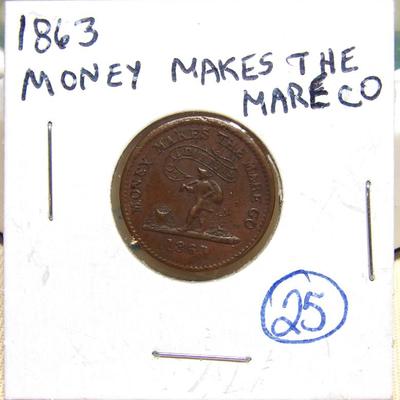 1863
MONEY MAKES THE
MARE CO
MONEY MAKES THE MARE GO
25